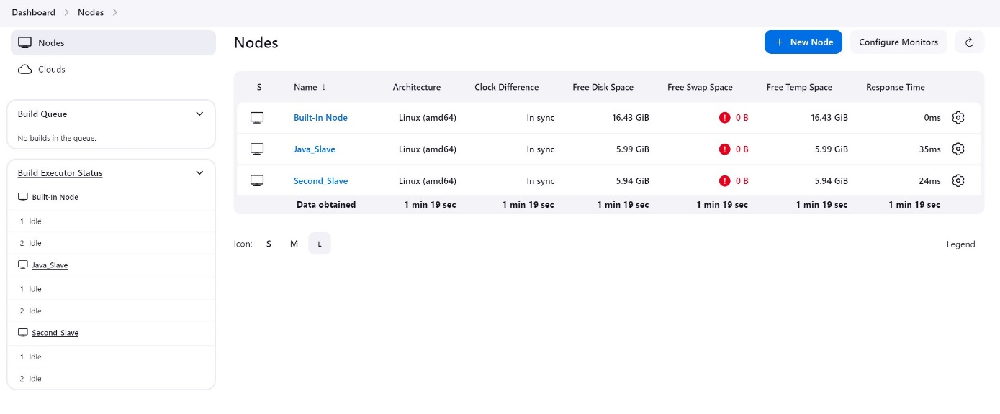 Dashboard > Nodes >
Nodes
Clouds
Build Queue
No builds in the queue.
Build Executor Status
Built-In Node
1 Idle
2 Idle
Java_Slave
1 Idle
2 Idle
Second_Slave
1 Idle
2 Idle
Nodes
+ New Node
Configure Monitors
S Name ↓ Architecture Clock Difference Free Disk Space Free Swap Space Free Temp Space Response Time
Built-In Node Linux (amd64) In sync 16.43 GiB ! 0 B 16.43 GiB 0ms
Java_Slave Linux (amd64) In sync 5.99 GiB ! 0 B 5.99 GiB 35ms
Second_Slave Linux (amd64) In sync 5.94 GiB ! 0 B 5.94 GiB 24ms
Data obtained 1 min 19 sec 1 min 19 sec 1 min 19 sec 1 min 19 sec 1 min 19 sec 1 min 19 sec
Icon: S M L
Legend